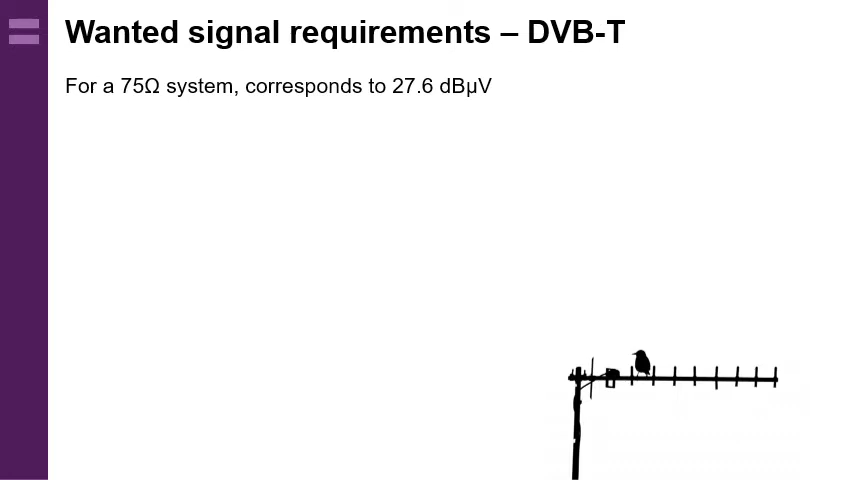 Wanted signal requirements – DVB-T
For a 75Ω system, corresponds to 27.6 dBμV